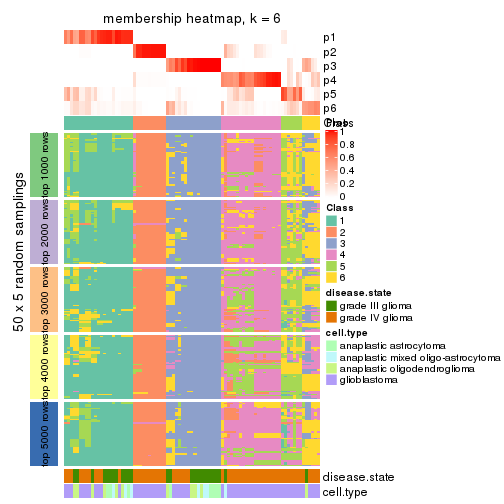 membership heatmap, k = 6
p1
p2
p3
p4
p5
p6
Class
Prob
1
0.8
0.6
0.4
0.2
0
Class
1
2
3
4
5
6
disease.state
grade III glioma
grade IV glioma
cell.type
anaplastic astrocytoma
anaplastic mixed oligo-astrocytoma
anaplastic oligodendroglioma
glioblastoma
50 x 5 random samplings
top 1000 rows
top 2000 rows
top 3000 rows
top 4000 rows
top 5000 rows
disease.state
cell.type